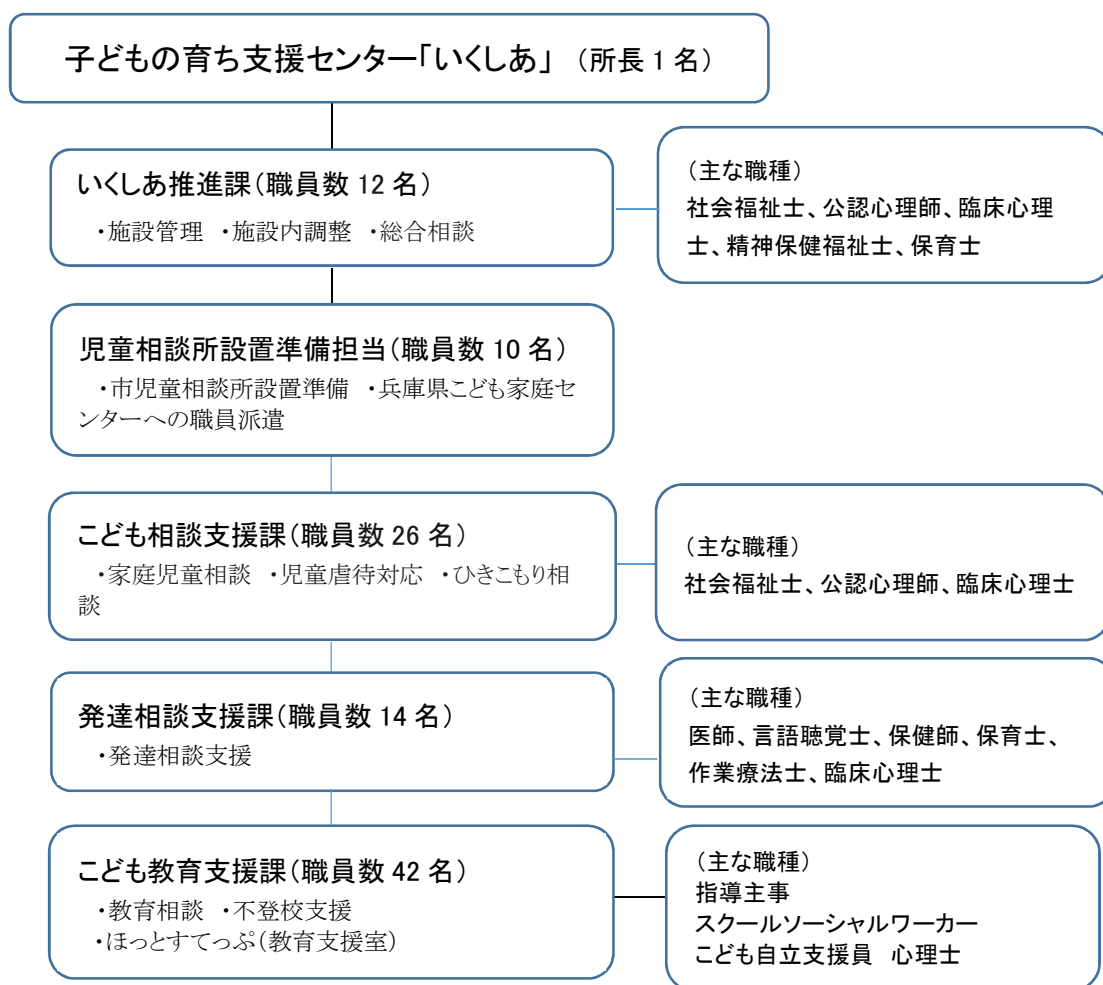 子どもの育ち支援センター「いくしあ」 (所長 1 名)
いくしあ推進課(職員数 12 名)
・施設管理 ・施設内調整 ・総合相談
(主な職種)
社会福祉士、公認心理師、臨床心理
士、精神保健福祉士、保育士
児童相談所設置準備担当(職員数 10 名)
・市児童相談所設置準備 ・兵庫県こども家庭セ
ンターへの職員派遣
こども相談支援課(職員数 26 名)
・家庭児童相談 ・児童虐待対応 ・ひきこもり相
談
(主な職種)
社会福祉士、公認心理師、臨床心理士
発達相談支援課(職員数 14 名)
・発達相談支援
(主な職種)
医師、言語聴覚士、保健師、保育士、
作業療法士、臨床心理士
こども教育支援課(職員数 42 名)
・教育相談 ・不登校支援
・ほっとすてっぷ(教育支援室)
(主な職種)
指導主事
スクールソーシャルワーカー
こども自立支援員 心理士